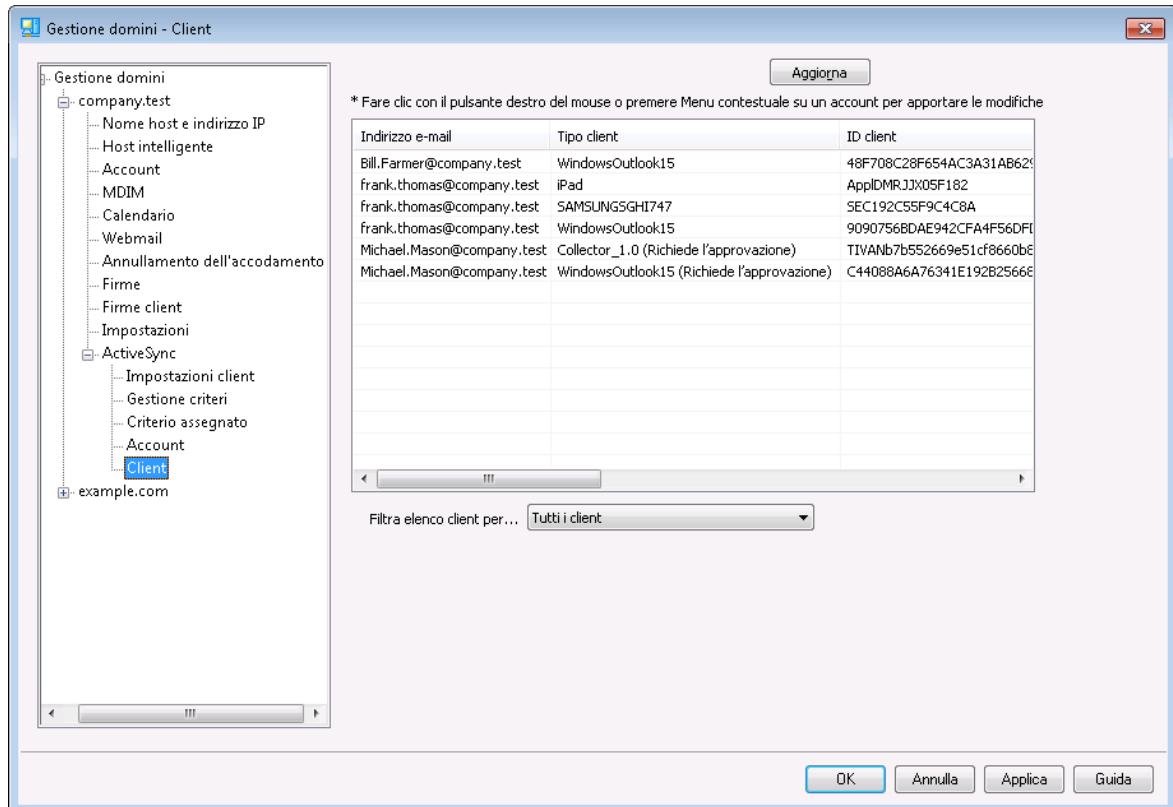 Gestione domini - Client
Gestione domini
company.test
Nome host e indirizzo IP
Host intelligente
Account
MDIM
Calendario
Webmail
Annullamento dell'accodamento
Firme
Firme client
Impostazioni
ActiveSync
Impostazioni client
Gestione criteri
Criterio assegnato
Account
Client
example.com
Aggiorna
* Fare clic con il pulsante destro del mouse o premere Menu contestuale su un account per apportare le modifiche
Indirizzo e-mail Tipo client ID client
Bill.Farmer@company.test WindowsOutlook15 48F708C28F654AC3A31AB629
frank.thomas@company.test iPad ApplDMRJJX05F182
frank.thomas@company.test SAMSUNGSGHI747 SEC192C55F9C4C8A
frank.thomas@company.test WindowsOutlook15 9090756BDAE942CFA4F56DF
Michael.Mason@company.test Collector_1.0 (Richiede l'approvazione) TIVANb7b552669e51cf8660b8
Michael.Mason@company.test WindowsOutlook15 (Richiede l'approvazione) C44088A6A76341E192B25668
Filtra elenco client per... Tutti i client
OK Annulla Applica Guida